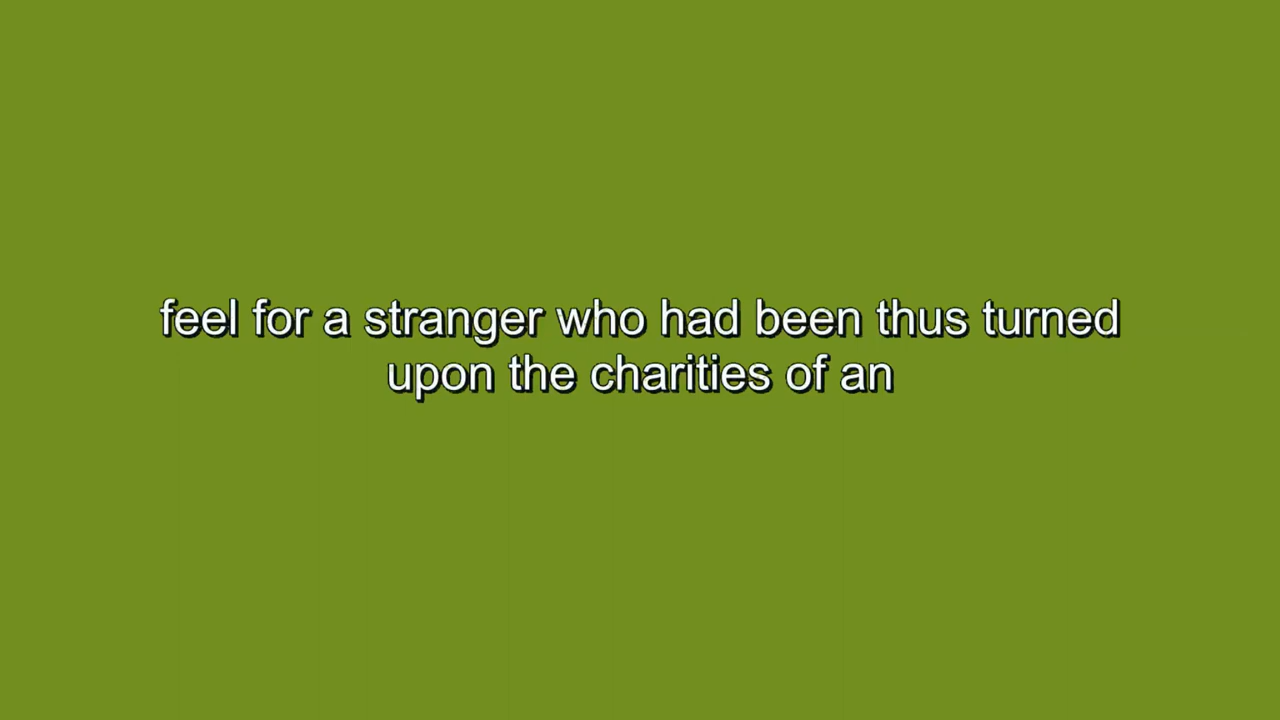 feel for a stranger who had been thus turned
upon the charities of an